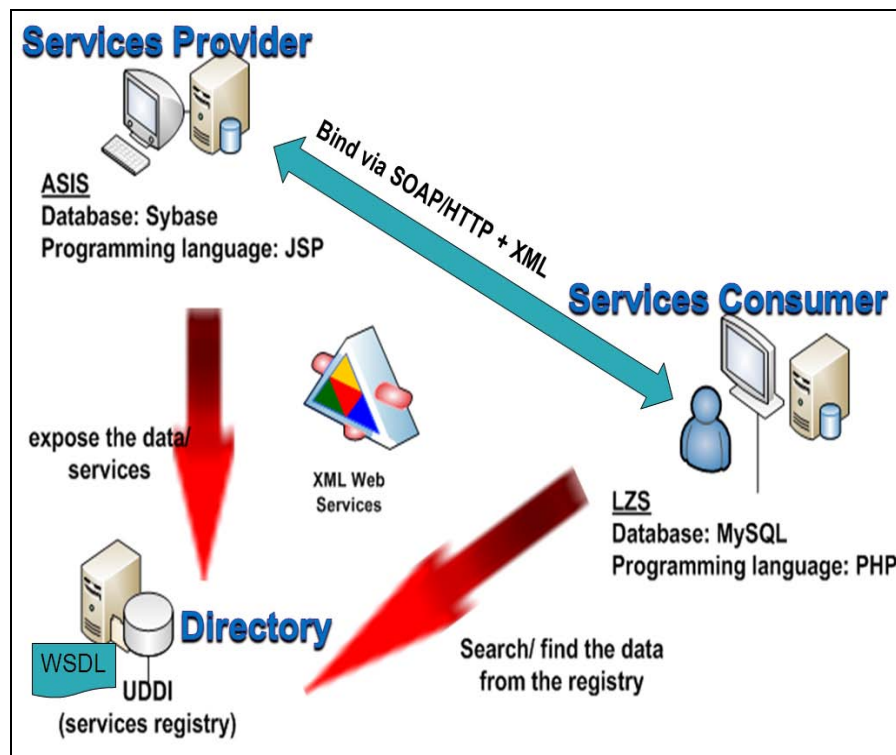 Services Provider
ASIS
Database: Sybase
Programming language: JSP
Bind via SOAP/HTTP + XML
Services Consumer
LZS
Database: MySQL
Programming language: PHP
expose the data/
services
XML Web
Services
Directory
WSDL
UDDI
(services registry)
Search/ find the data
from the registry